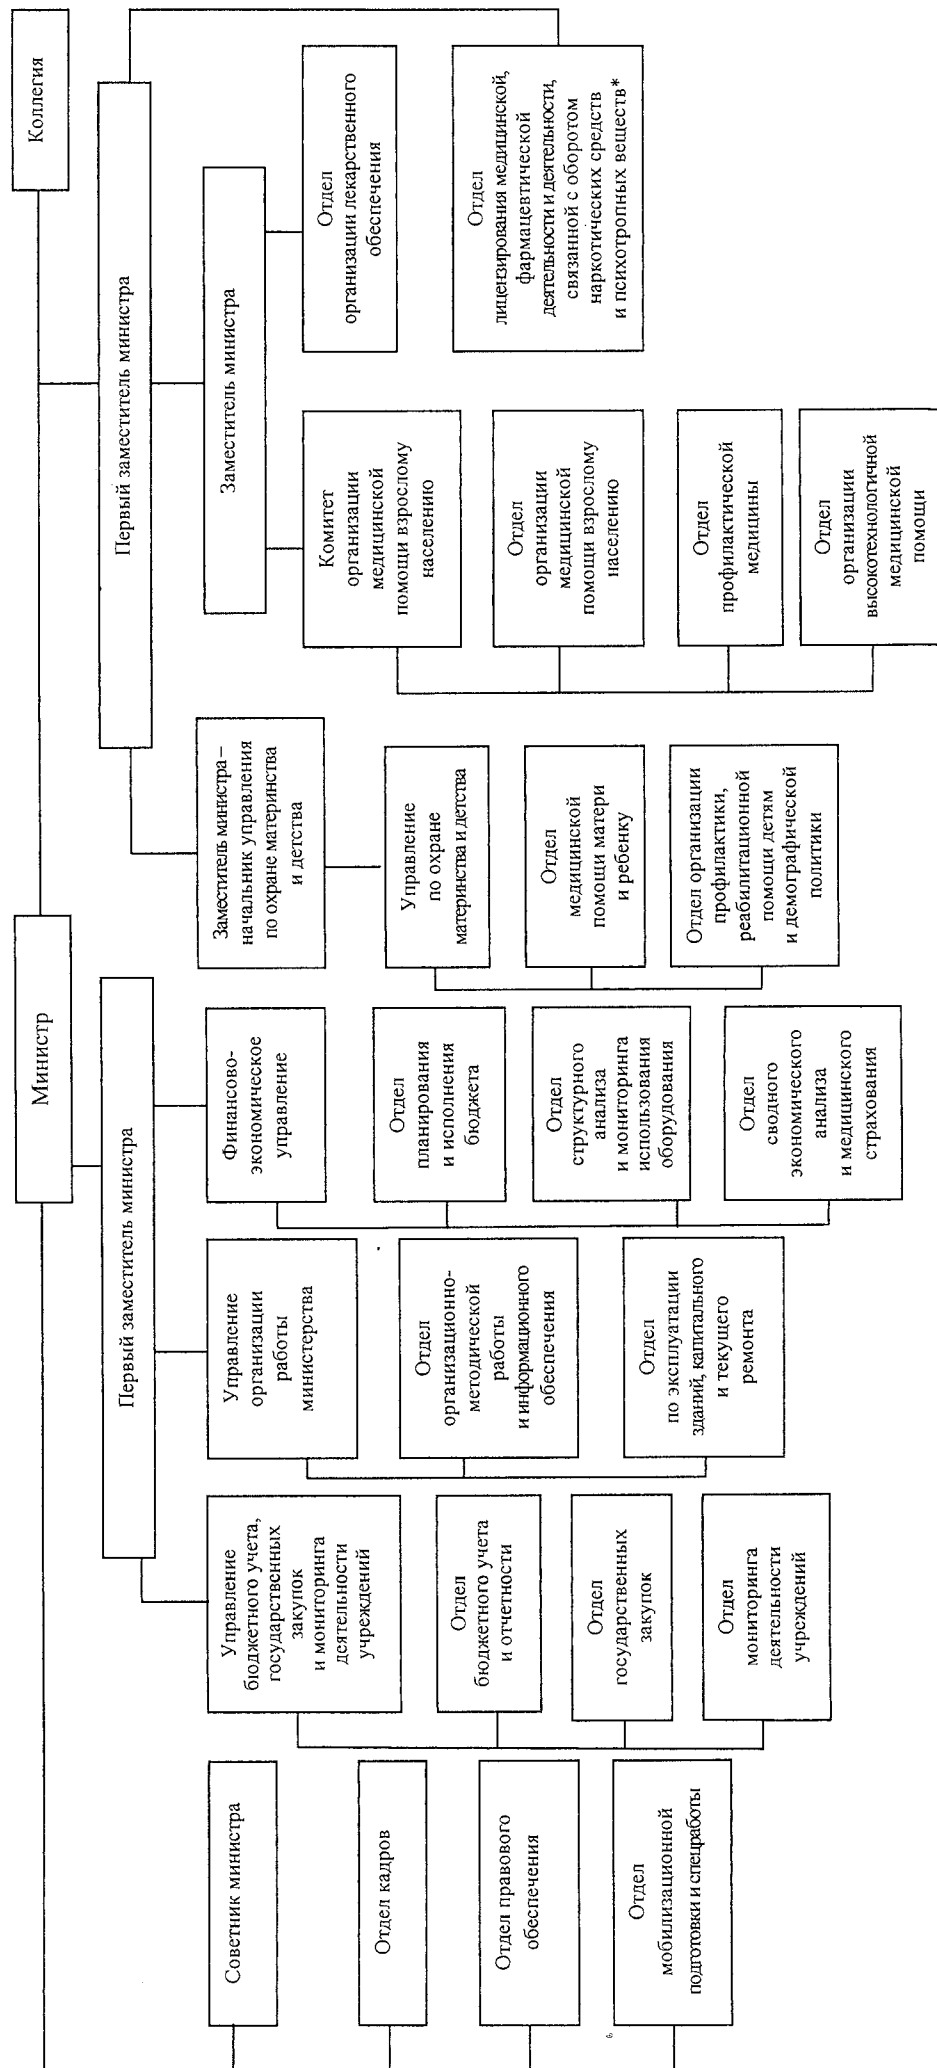 Министр
Коллегия
Первый заместитель министра
Первый заместитель министра
Советник министра
Отдел кадров
Отдел правового
обеспечения
Отдел
мобилизационной
подготовки и спецработы
Управление
бюджетного учета,
государственных
закупок
и мониторинга
деятельности
учреждений
Отдел
бюджетного учета
и отчетности
Отдел
государственных
закупок
Отдел
мониторинга
деятельности
учреждений
Управление
организации
работы
министерства
Отдел
организационно-
методической
работы
и информационного
обеспечения
Отдел
по эксплуатации
зданий, капитального
и текущего
ремонта
Финансово-
экономическое
управление
Отдел
планирования
и исполнения
бюджета
Отдел
структурного
анализа
и мониторинга
использования
оборудования
Отдел
сводного
экономического
анализа
и медицинского
страхования
Заместитель министра –
начальник управления
по охране материнства
и детства
Управление
по охране
материнства и детства
Отдел
медицинской
помощи матери
и ребенку
Отдел организации
профилактики,
реабилитационной
помощи детям
и демографической
политики
Заместитель министра
Комитет
организации
медицинской
помощи взрослому
населению
Отдел
организации
медицинской
помощи взрослому
населению
Отдел
профилактической
медицины
Отдел
организации
высокотехнологичной
медицинской
помощи
Отдел
организации лекарственного
обеспечения
Отдел
лицензирования медицинской,
фармацевтической
деятельности и деятельности,
связанной с оборотом
наркотических средств
и психотропных веществ*